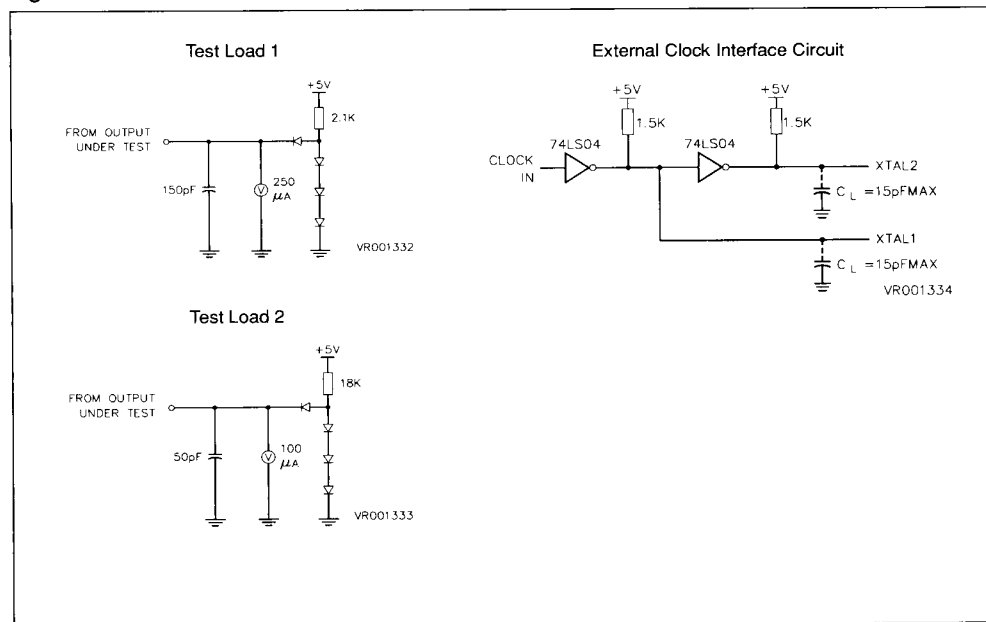 Test Load 1
+5V
2.1K
FROM OUTPUT
UNDER TEST
150pF
V
250
μA
VR001332
External Clock Interface Circuit
+5V
+5V
1.5K
1.5K
74LS04
74LS04
CLOCK
IN
XTAL2
CL =15pFMAX
XTAL1
CL =15pFMAX
VR001334
Test Load 2
+5V
18K
FROM OUTPUT
UNDER TEST
50pF
V
100
μA
VR001333